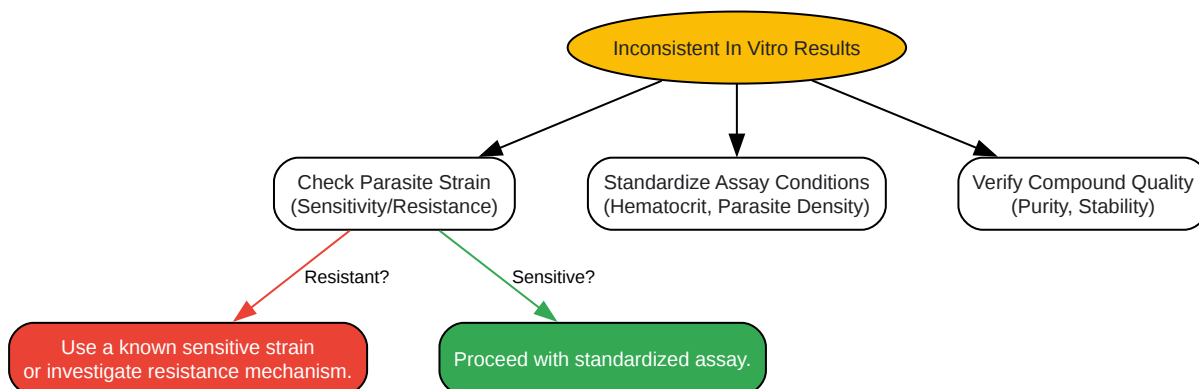 Inconsistent In Vitro Results
Check Parasite Strain
(Sensitivity/Resistance)
Standardize Assay Conditions
(Hematocrit, Parasite Density)
Verify Compound Quality
(Purity, Stability)
Resistant?
Sensitive?
Use a known sensitive strain
or investigate resistance mechanism.
Proceed with standardized assay.